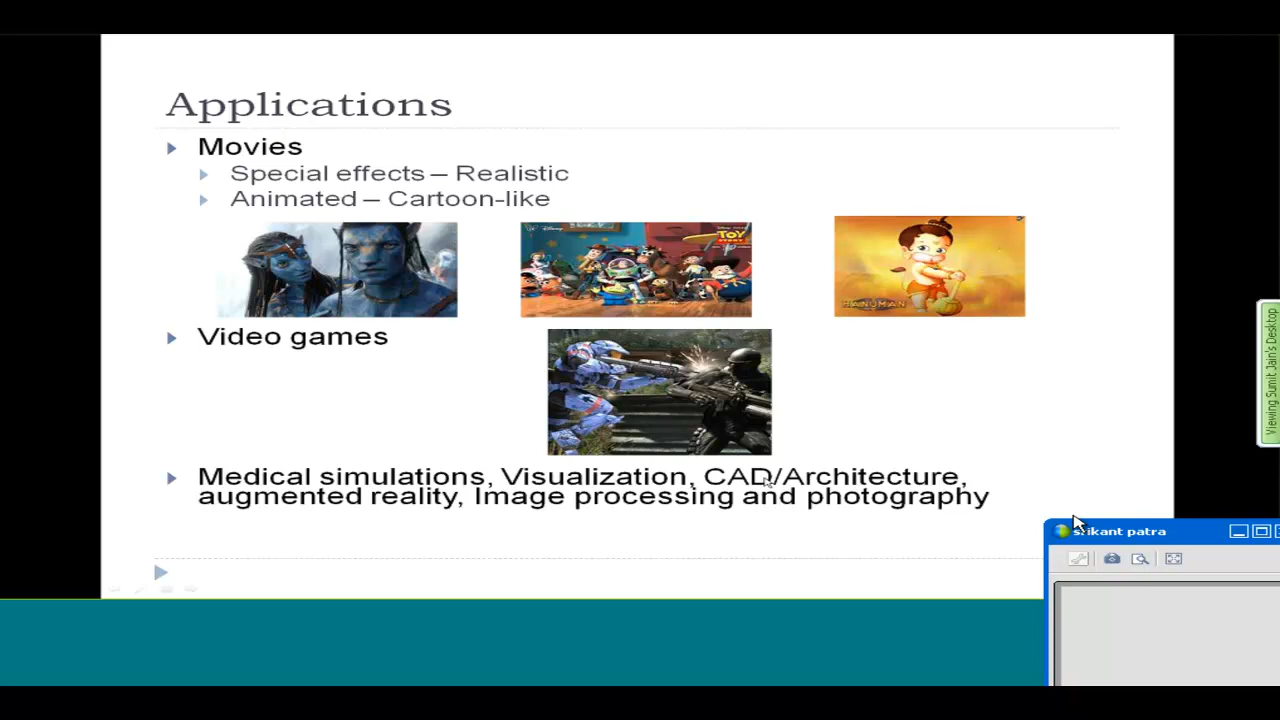 Applications
Movies
Special effects – Realistic
Animated – Cartoon-like
TOY
STORY
HANUMAN
Video games
Medical simulations, Visualization, CAD/Architecture,
augmented reality, Image processing and photography
Viewing Sumit Jain's Desktop
srikant patra